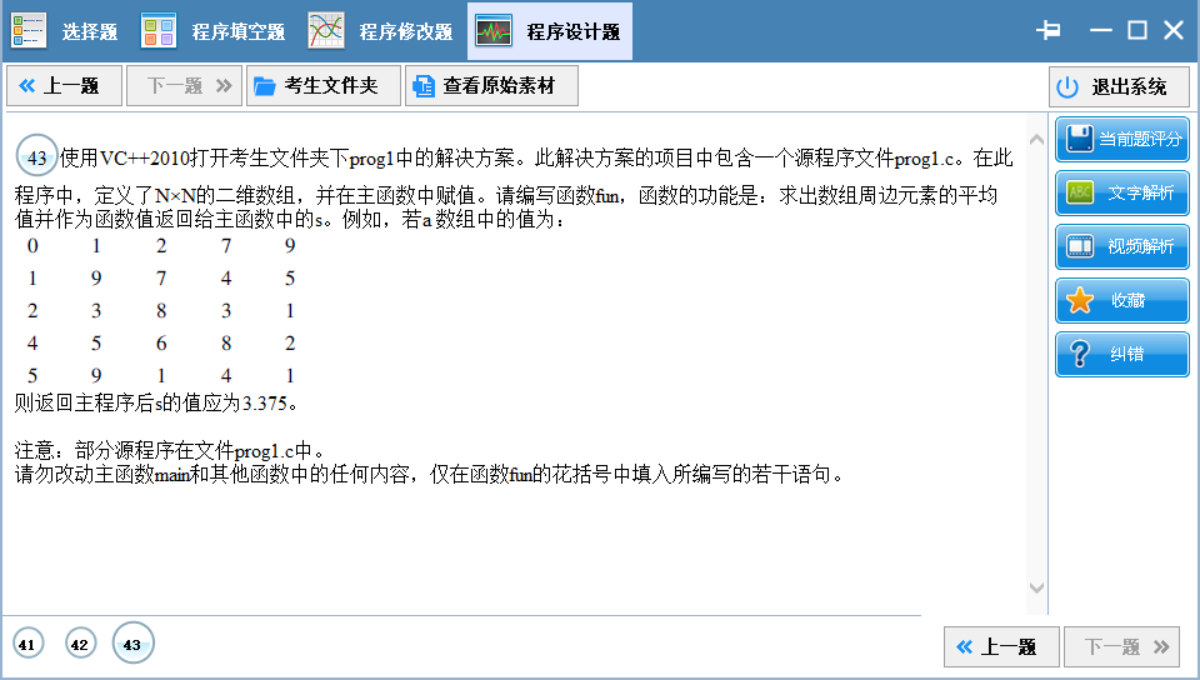 选择题 程序填空题 程序修改题 程序设计题
上一题 下一题 考生文件夹 查看原始素材 退出系统
43 使用VC++2010打开考生文件夹下prog1中的解决方案。此解决方案的项目中包含一个源程序文件prog1.c。在此
程序中，定义了N×N的二维数组，并在主函数中赋值。请编写函数fun，函数的功能是：求出数组周边元素的平均
值并作为函数值返回给主函数中的s。例如，若a 数组中的值为：
0 1 2 7 9
1 9 7 4 5
2 3 8 3 1
4 5 6 8 2
5 9 1 4 1
则返回主程序后s的值应为3.375。
注意：部分源程序在文件prog1.c中。
请勿改动主函数main和其他函数中的任何内容，仅在函数fun的花括号中填入所编写的若干语句。
当前题评分
ABC 文字解析
视频解析
收藏
纠错
41 42 43
上一题 下一题